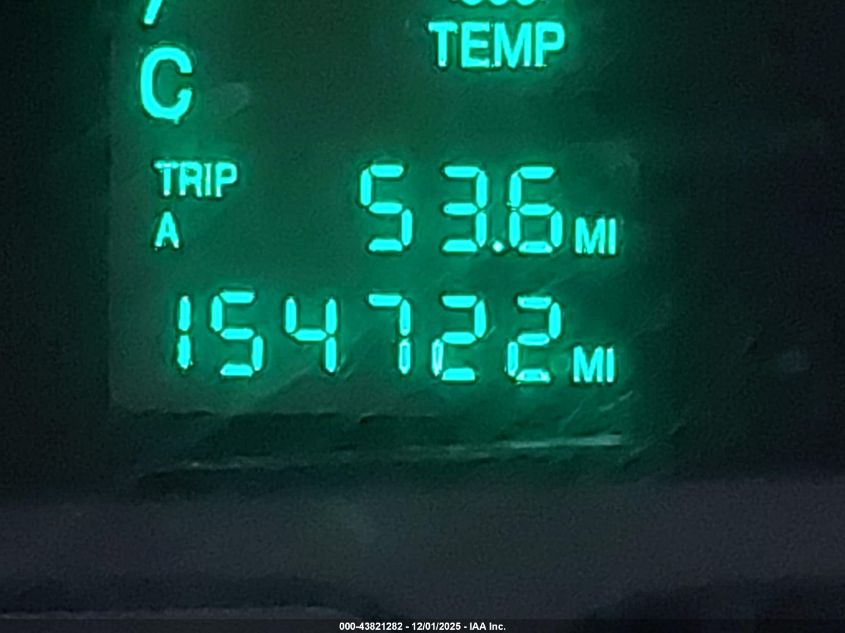 TEMP
C
TRIP
A 53.6 MI
154722 MI
000-43821282 - 12/01/2025 - IAA Inc.